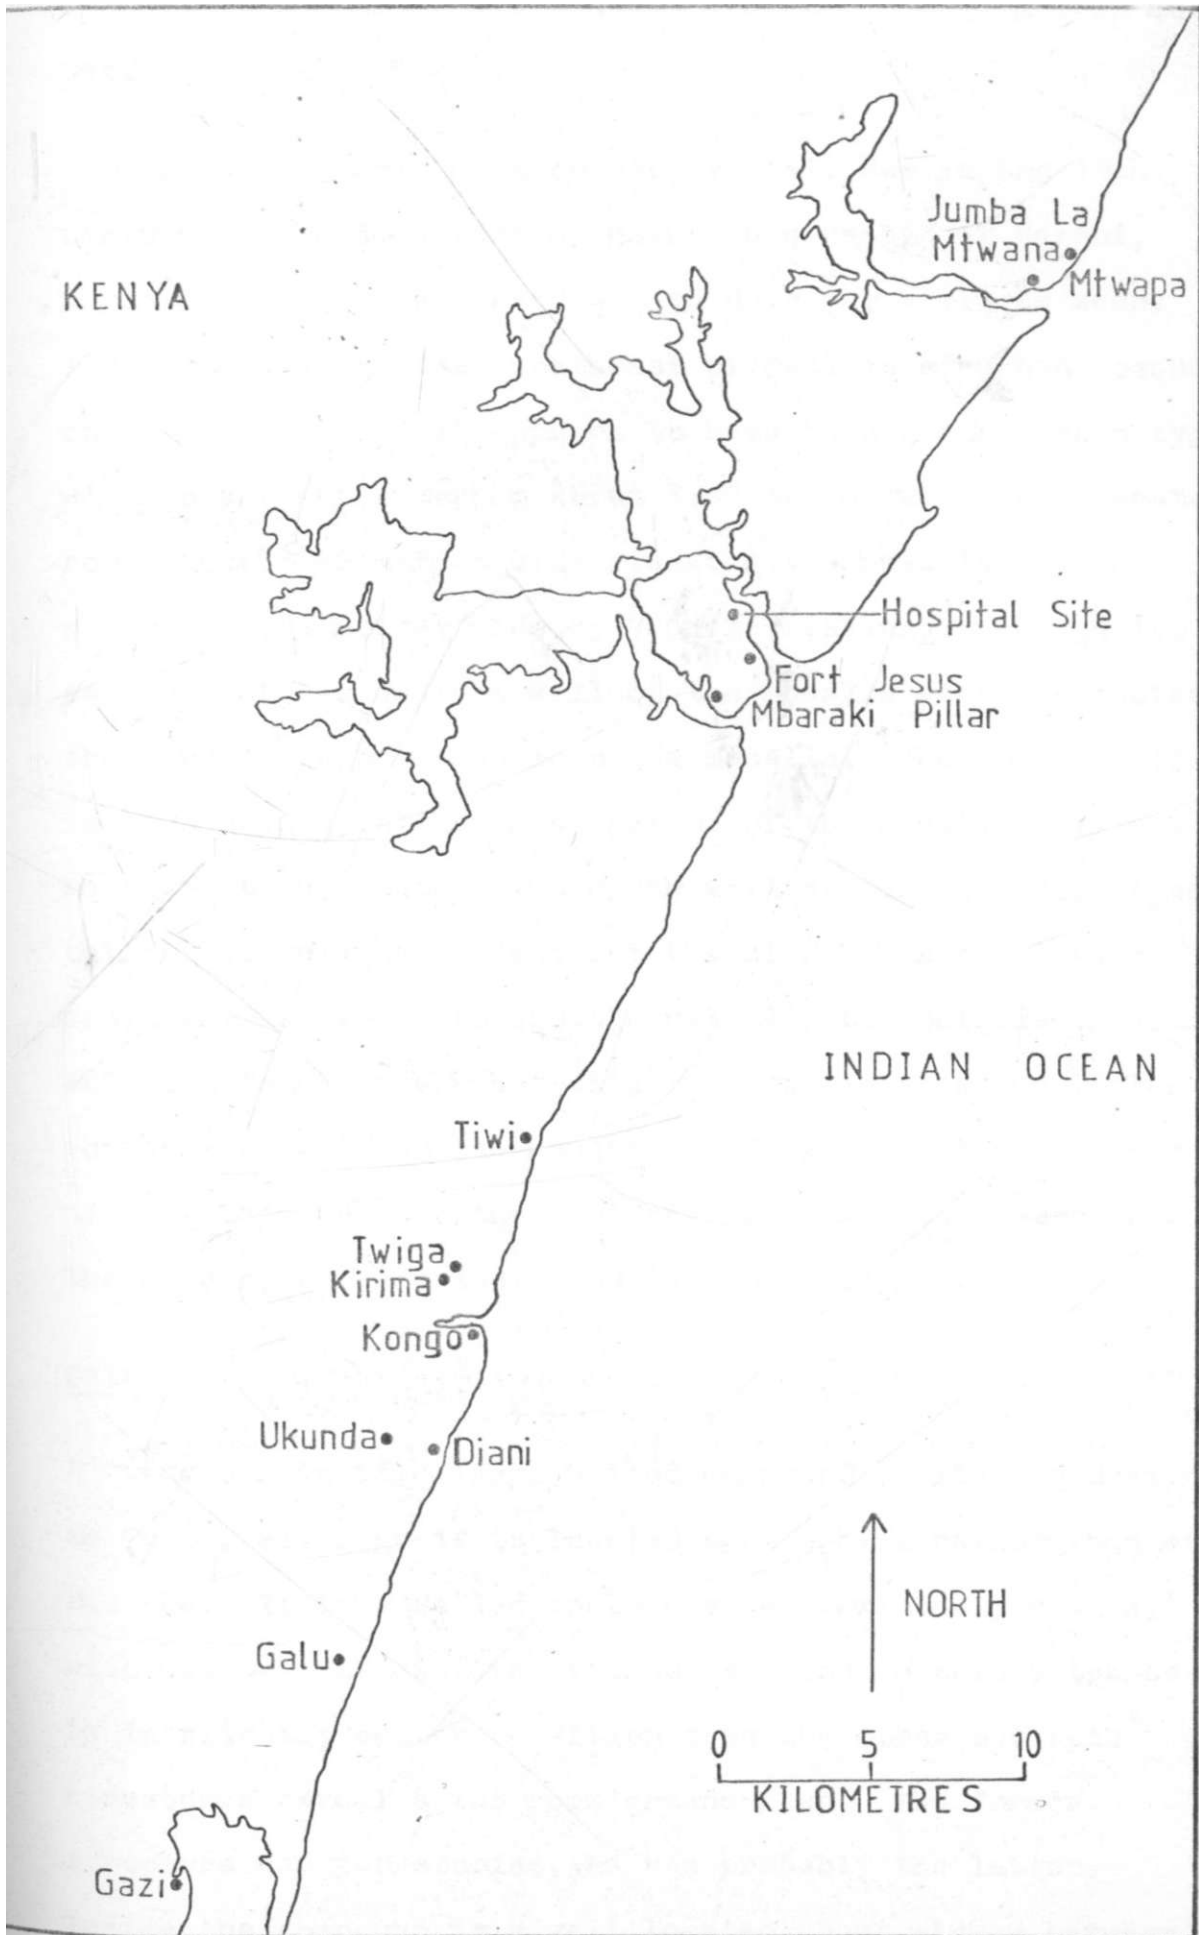 Jumba La
Mtwana
Mtwapa
KENYA
Hospital Site
Fort Jesus
Mbaraki Pillar
INDIAN OCEAN
Tiwi
Twiga
Kirima
Kongo
Ukunda
Diani
NORTH
Galu
0 5 10
KILOMETRES
Gazi